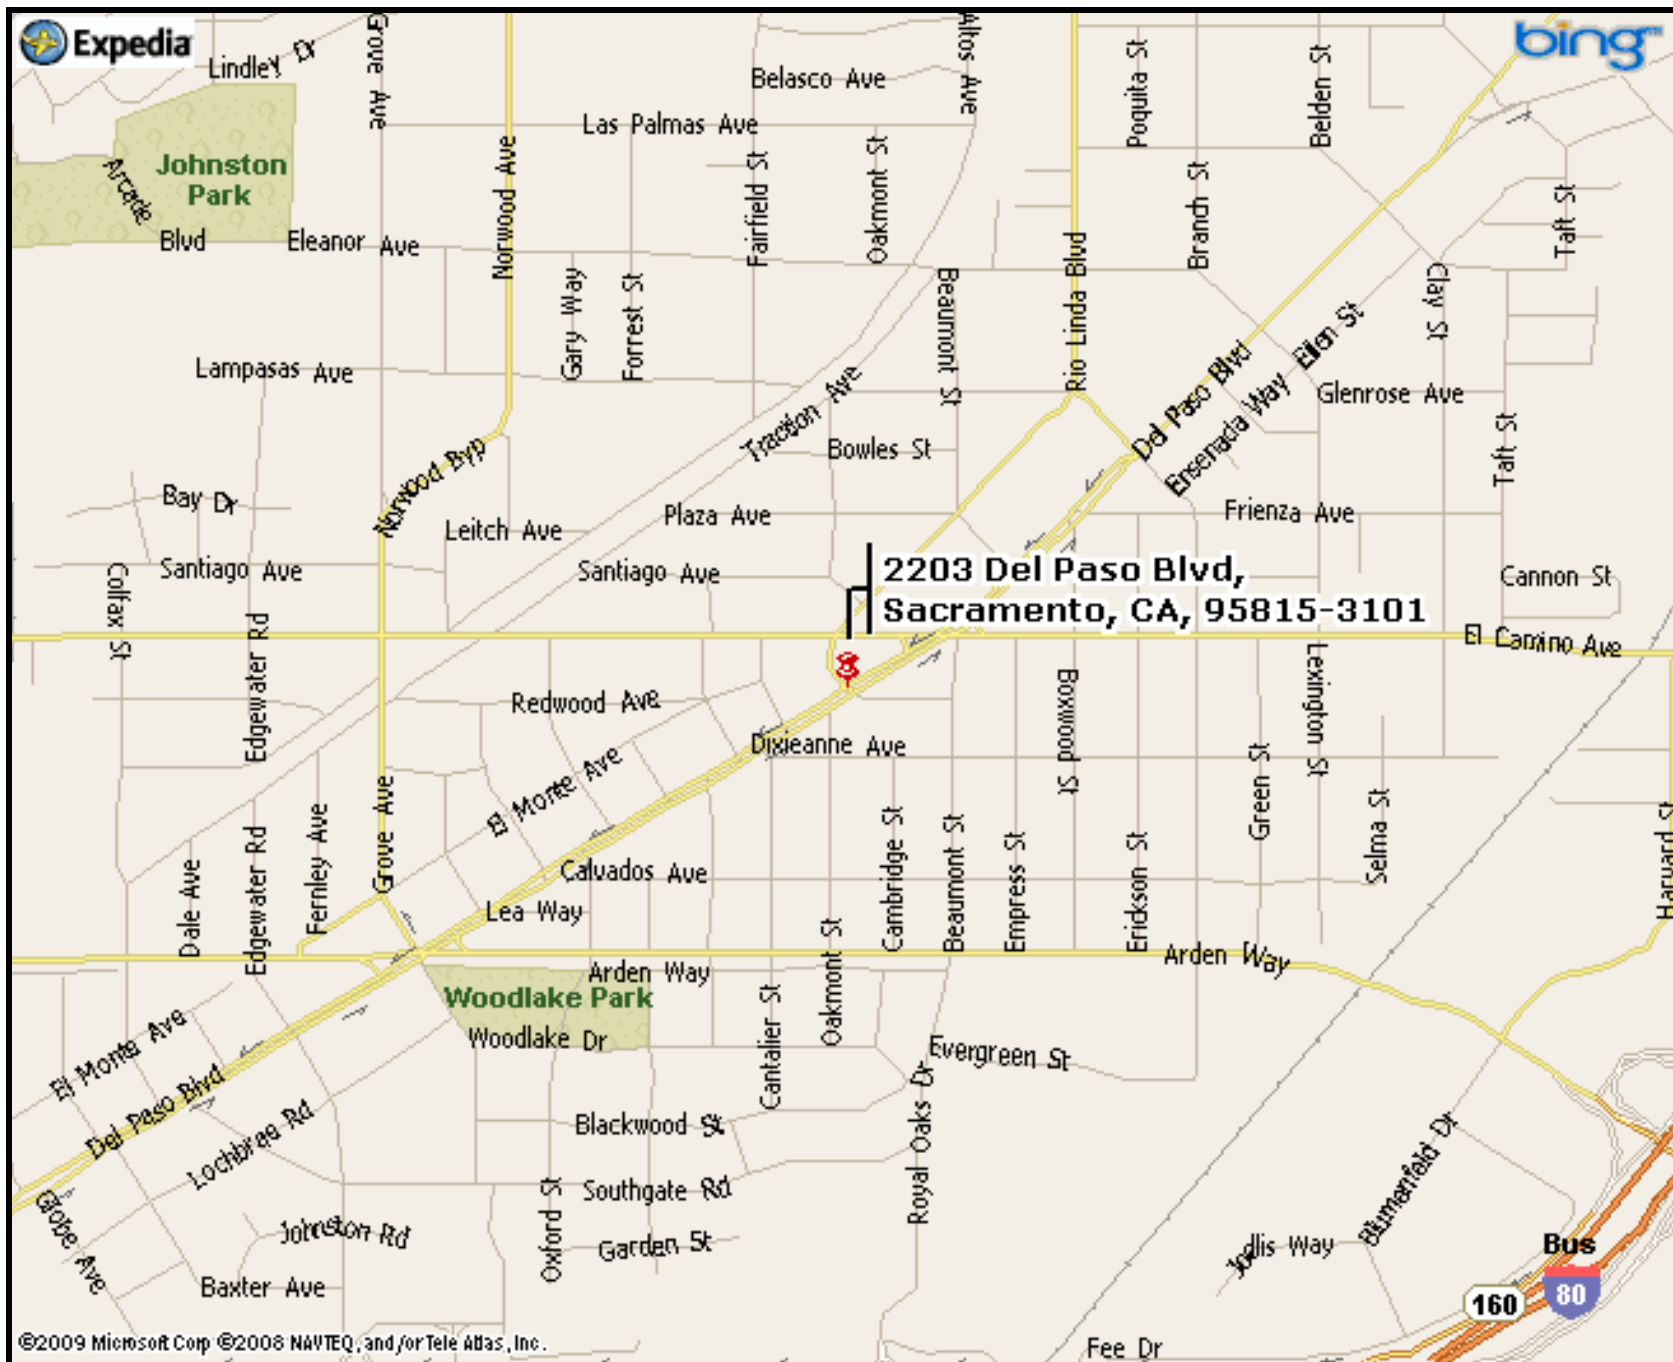 Expedia
bing
Lindley Dr
Grove Ave
Altos Ave
Belasco Ave
Poquita St
Belden St
Las Palmas Ave
Johnston
Park
Arcade
Blvd
Eleanor Ave
Norwood Ave
Fairfield St
Oakmont St
Branch St
Taft St
Gary Way
Forrest St
Beaumont St
Rio Linda Blvd
Clay St
Lampasas Ave
Traction Ave
Del Paso Blvd
Ensenada Way
Ellen St
Glenrose Ave
Norwood Byp
Bowles St
Taft St
Bay Dr
Leitch Ave
Plaza Ave
Frienza Ave
Santiago Ave
Santiago Ave
2203 Del Paso Blvd,
Sacramento, CA, 95815-3101
Cannon St
Colfax St
Edgewater Rd
El Camino Ave
Redwood Ave
Boxwood St
Lexington St
Dixieanne Ave
El Monte Ave
Green St
Selma St
Harvard St
Dale Ave
Edgewater Rd
Fernley Ave
Grove Ave
Calvados Ave
Cambridge St
Beaumont St
Empress St
Erickson St
Lea Way
Arden Way
Arden Way
Woodlake Park
Woodlake Dr
Cantalier St
Oakmont St
Evergreen St
El Monte Ave
Del Paso Blvd
Lochbrae Rd
Blackwood St
Royal Oaks Dr
Blumenfeld Dr
Southgate Rd
Oxford St
Globe Ave
Johnston Rd
Garden St
Baxter Ave
Joellis Way
Bus
80
160
Fee Dr
©2009 Microsoft Corp ©2008 NAVTEQ, and/or Tele Atlas, Inc.